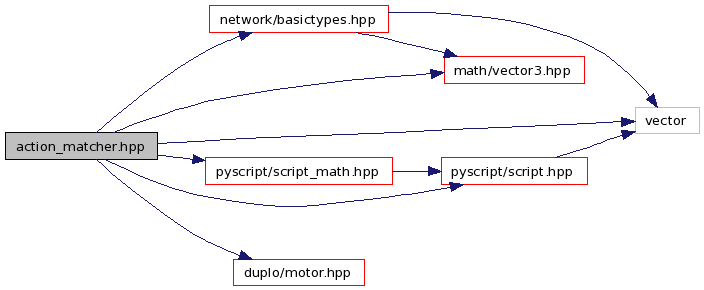 network/basictypes.hpp
math/vector3.hpp
vector
action_matcher.hpp
pyscript/script_math.hpp
pyscript/script.hpp
duplo/motor.hpp